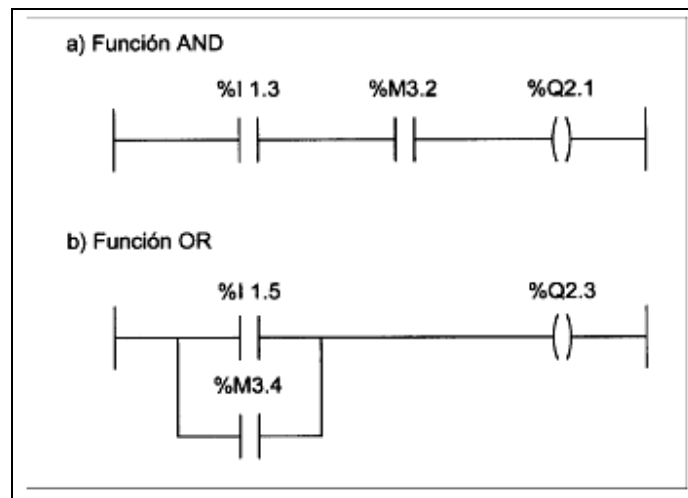 a) Función AND
%I 1.3 %M3.2 %Q2.1
b) Función OR
%I 1.5 %Q2.3
%M3.4